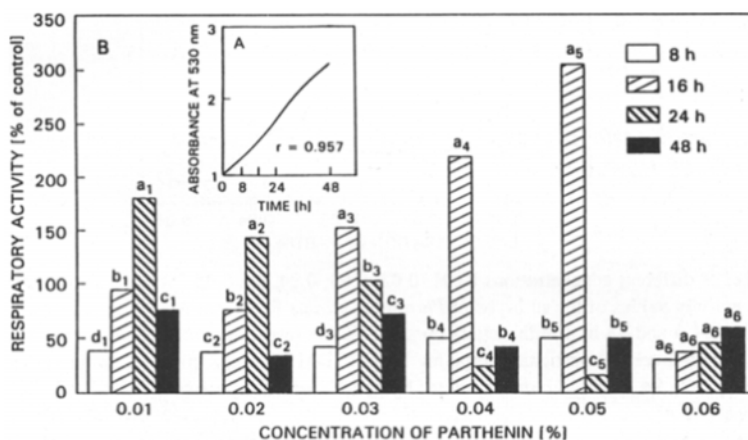 B
A
350
300
250
200
150
100
50
0
RESPIRATORY ACTIVITY [% of control]
3
2
1
ABSORBANCE AT 530 nm
r = 0.957
0 8 24 48
TIME [h]
8 h
16 h
24 h
48 h
d1 b1 a1 c1
c2 b2 a2 c2
d3 a3 b3 c3
b4 a4 c4 b4
b5 a5 c5 b5
a6 a6 a6 a6
0.01 0.02 0.03 0.04 0.05 0.06
CONCENTRATION OF PARTHENIN [%]